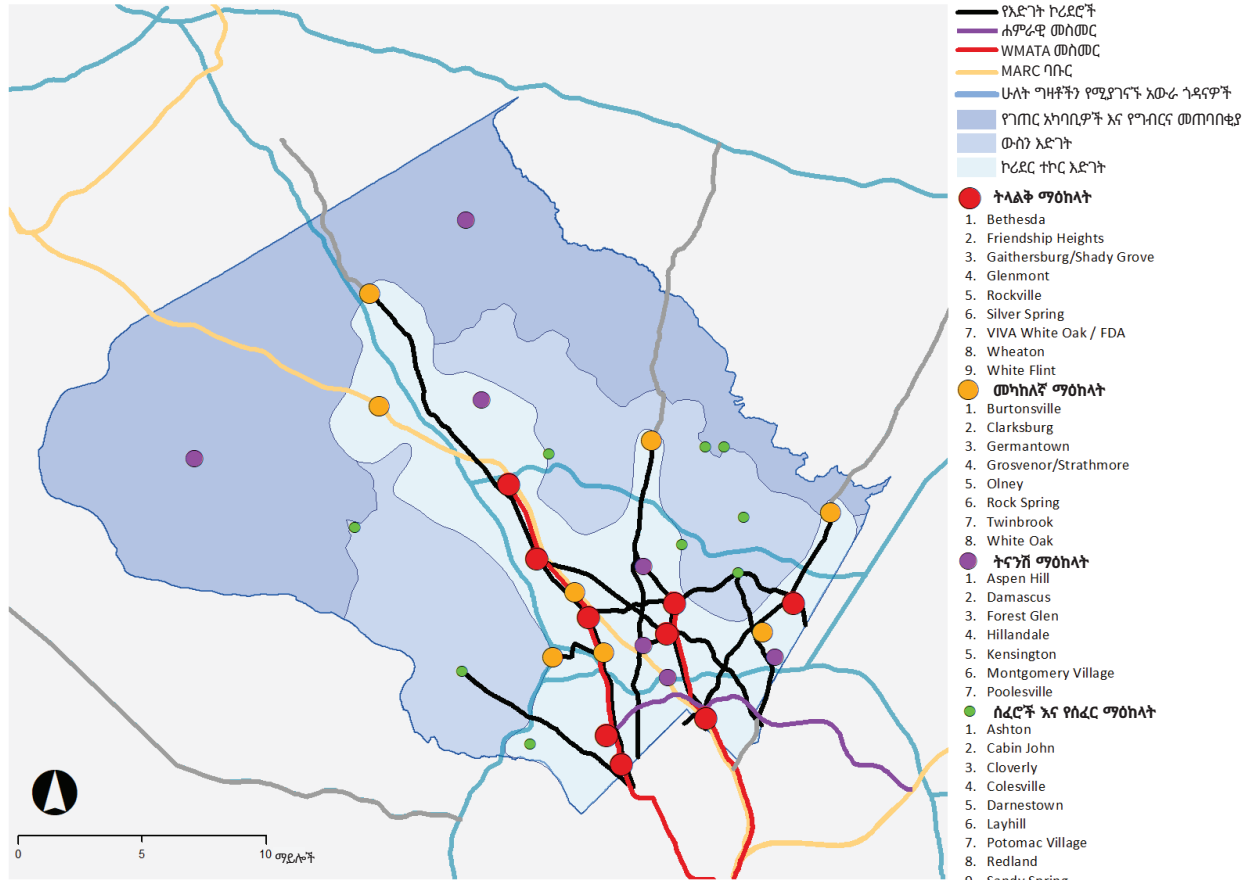 የእድገት ኮሪደሮች
ሐምራዊ መስመር
WMATA መስመር
MARC ባቡር
ሁለት ግዛቶችን የሚያገናኙ አውራ ጎዳናዎች
የገጠር አካባቢዎች እና የግብርና መጠባበቂያ
ውስን እድገት
ኮሪደር ተኮር እድገት
ትላልቅ ማዕከላት
1. Bethesda
2. Friendship Heights
3. Gaithersburg/Shady Grove
4. Glenmont
5. Rockville
6. Silver Spring
7. VIVA White Oak / FDA
8. Wheaton
9. White Flint
መካከለኛ ማዕከላት
1. Burtonsville
2. Clarksburg
3. Germantown
4. Grosvenor/Strathmore
5. Olney
6. Rock Spring
7. Twinbrook
8. White Oak
ትናንሽ ማዕከላት
1. Aspen Hill
2. Damascus
3. Forest Glen
4. Hillandale
5. Kensington
6. Montgomery Village
7. Poolesville
ሰፈሮች እና የሰፈር ማዕከላት
1. Ashton
2. Cabin John
3. Cloverly
4. Colesville
5. Darnestown
6. Layhill
7. Potomac Village
8. Redland
9. Sandy Spring
0 5 10 ማይሎች